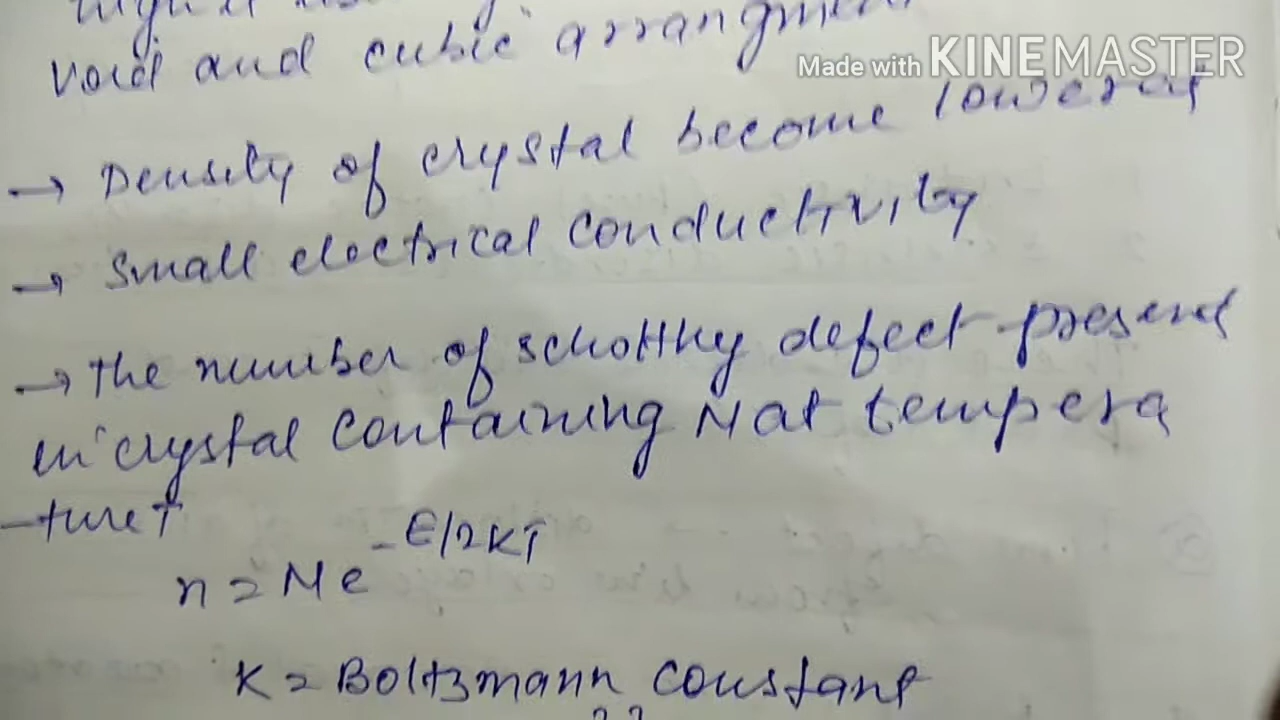 void and cubic arrangment
Made with KINEMASTER
→ Density of crystal become lowered
→ Small electrical conductivity
→ The number of schottky defect present
in crystal containing N at tempera
-ture T
n = Ne -E/2KT
K = Boltzmann constant